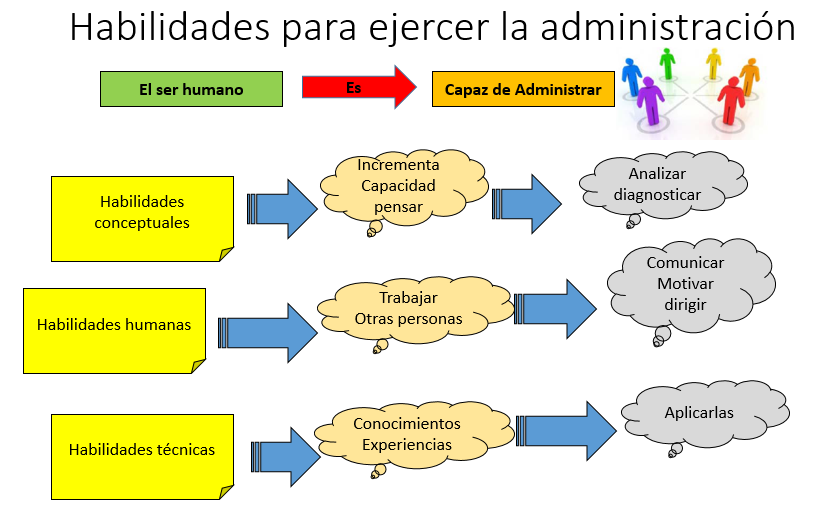 Habilidades para ejercer la administración
El ser humano
Es
Capaz de Administrar
Habilidades
conceptuales
Incrementa
Capacidad
pensar
Analizar
diagnosticar
Habilidades humanas
Trabajar
Otras personas
Comunicar
Motivar
dirigir
Habilidades técnicas
Conocimientos
Experiencias
Aplicarlas